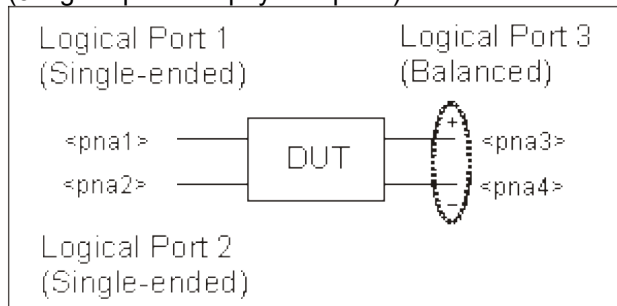 Logical Port 1
(Single-ended)
Logical Port 3
(Balanced)
<pna1>
<pna2>
DUT
+
<pna3>
<pna4>
-
Logical Port 2
(Single-ended)